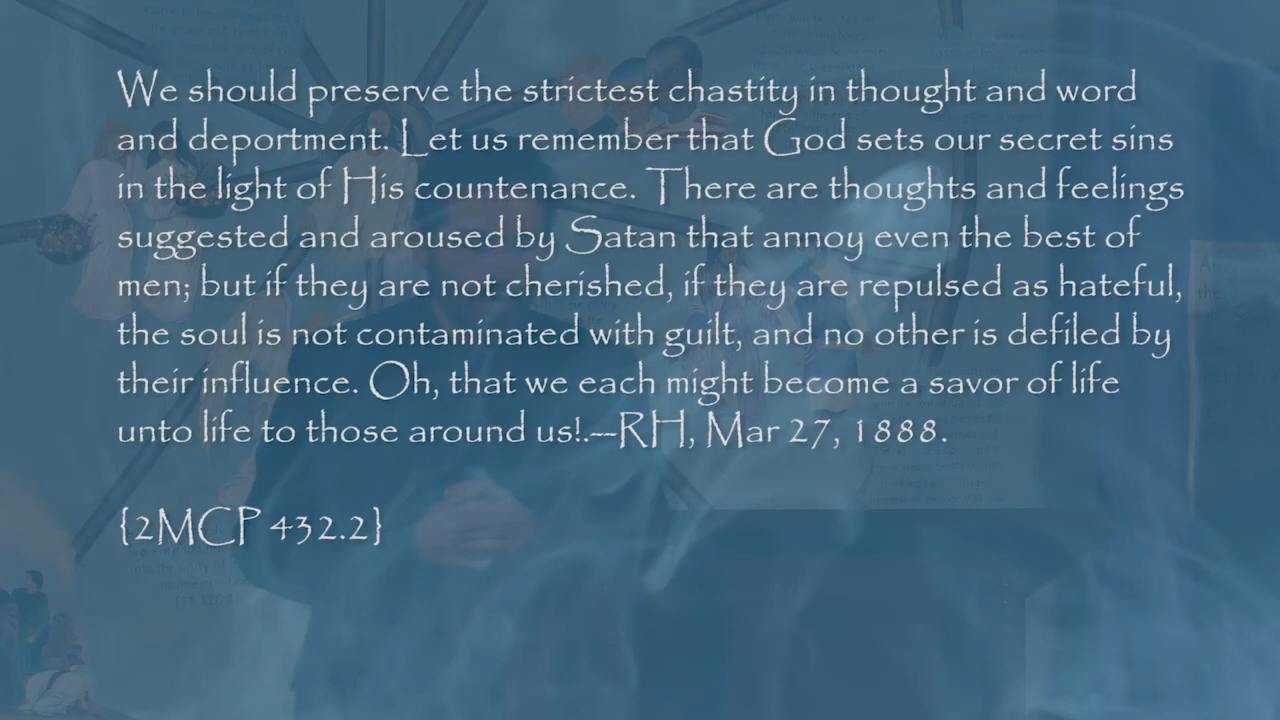 We should preserve the strictest chastity in thought and word
and deportment. Let us remember that God sets our secret sins
in the light of His countenance. There are thoughts and feelings
suggested and aroused by Satan that annoy even the best of
men; but if they are not cherished, if they are repulsed as hateful,
the soul is not contaminated with guilt, and no other is defiled by
their influence. Oh, that we each might become a savor of life
unto life to those around us!.--RH, Mar 27, 1888.
{2MCP 432.2}